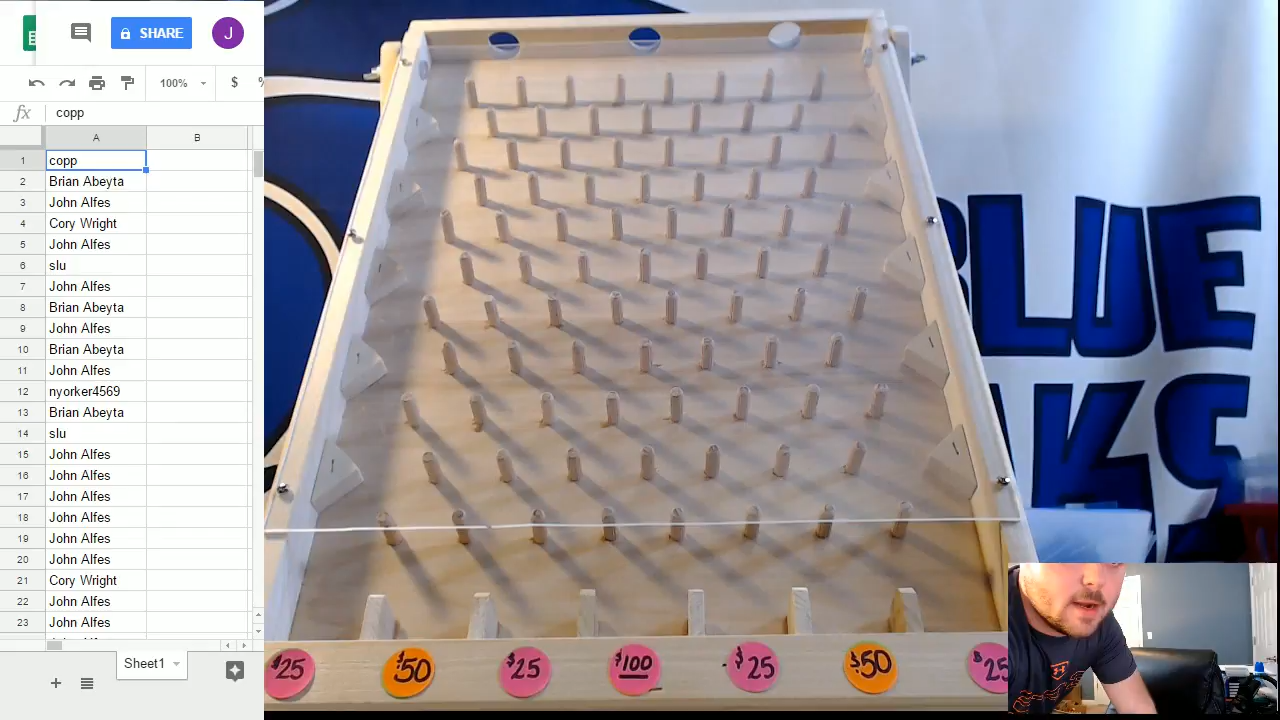 SHARE
J
100%
$
%
fx
copp
A
B
1 copp
2 Brian Abeyta
3 John Alfes
4 Cory Wright
5 John Alfes
6 slu
7 John Alfes
8 Brian Abeyta
9 John Alfes
10 Brian Abeyta
11 John Alfes
12 nyorker4569
13 Brian Abeyta
14 slu
15 John Alfes
16 John Alfes
17 John Alfes
18 John Alfes
19 John Alfes
20 John Alfes
21 Cory Wright
22 John Alfes
23 John Alfes
Sheet1
BLUE
$25
$50
$25
$100
$25
$50
$25